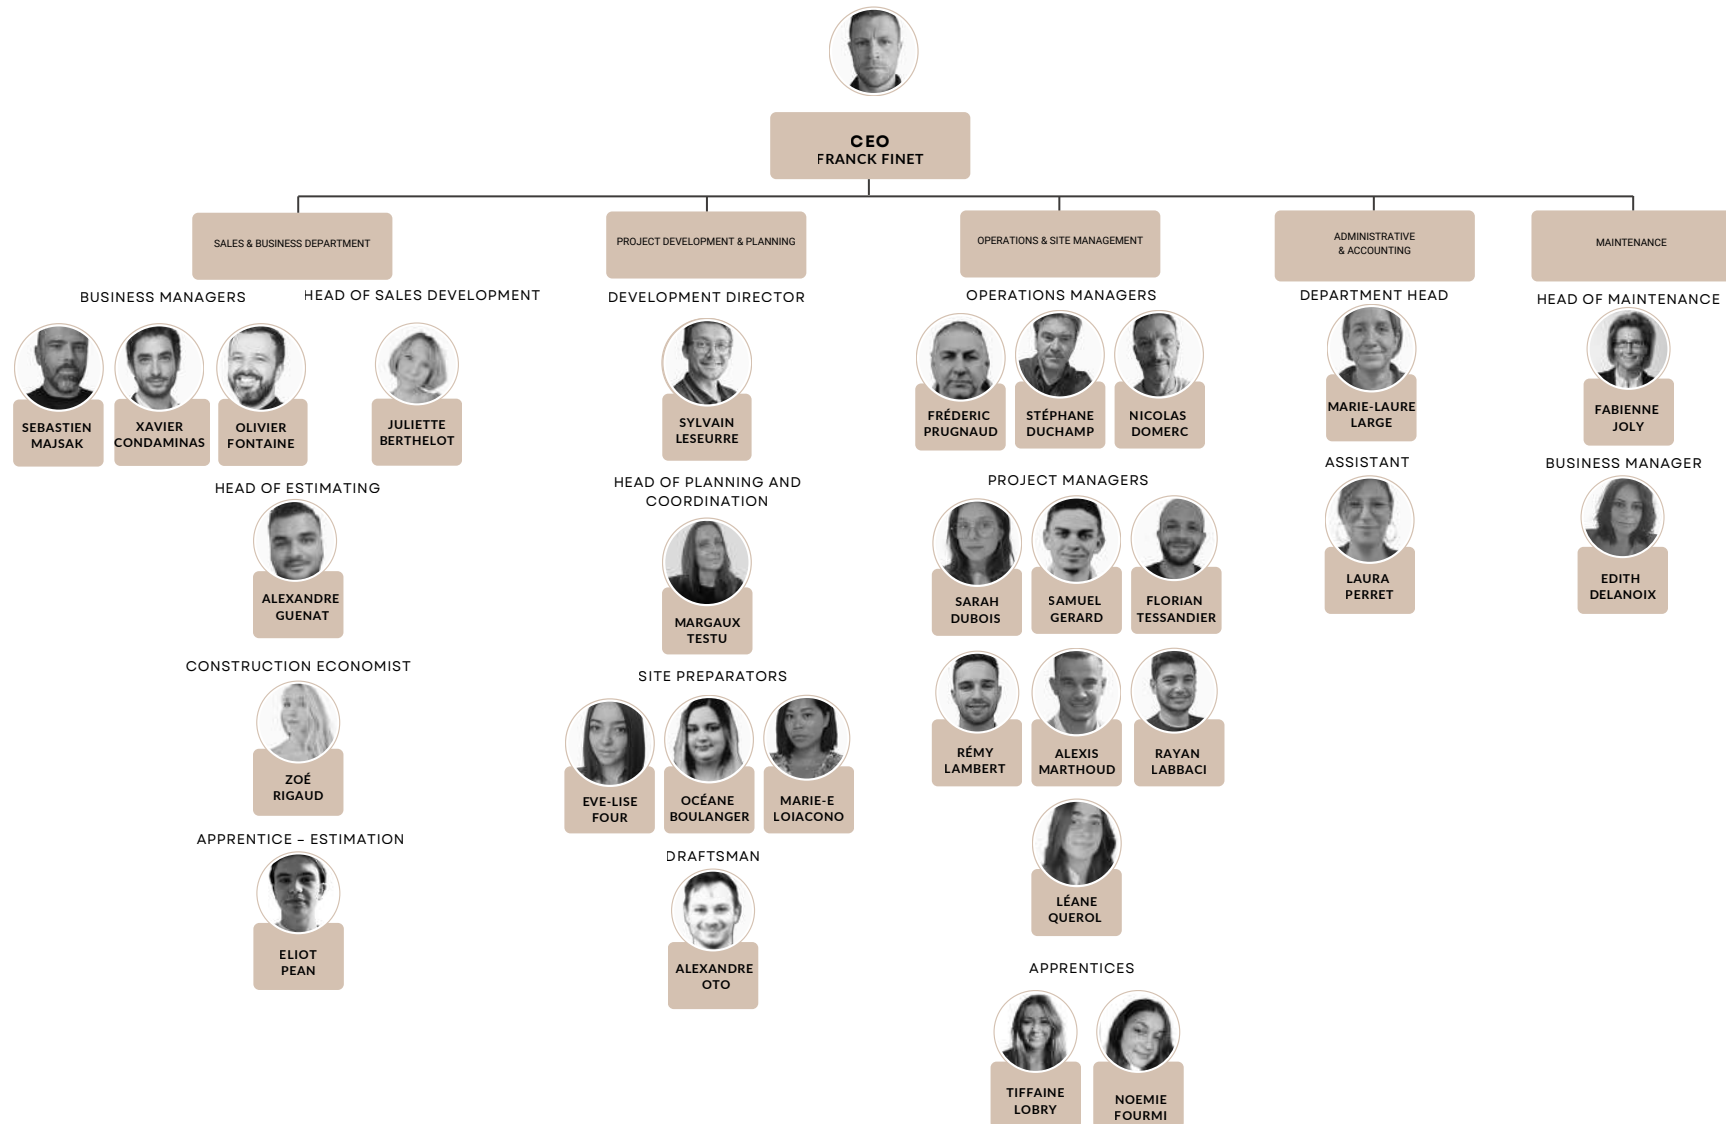 CEO
FRANCK FINET
SALES & BUSINESS DEPARTMENT
PROJECT DEVELOPMENT & PLANNING
OPERATIONS & SITE MANAGEMENT
ADMINISTRATIVE
& ACCOUNTING
MAINTENANCE
BUSINESS MANAGERS
SEBASTIEN
MAJSAK
XAVIER
CONDAMINAS
OLIVIER
FONTAINE
HEAD OF SALES DEVELOPMENT
JULIETTE
BERTHELOT
HEAD OF ESTIMATING
ALEXANDRE
GUENAT
CONSTRUCTION ECONOMIST
ZOÉ
RIGAUD
APPRENTICE – ESTIMATION
ELIOT
PEAN
DEVELOPMENT DIRECTOR
SYLVAIN
LESEURRE
HEAD OF PLANNING AND
COORDINATION
MARGAUX
TESTU
SITE PREPARATORS
EVE-LISE
FOUR
OCÉANE
BOULANGER
MARIE-E
LOIACONO
DRAFTSMAN
ALEXANDRE
OTO
OPERATIONS MANAGERS
FRÉDERIC
PRUGNAUD
STÉPHANE
DUCHAMP
NICOLAS
DOMERC
PROJECT MANAGERS
SARAH
DUBOIS
SAMUEL
GERARD
FLORIAN
TESSANDIER
RÉMY
LAMBERT
ALEXIS
MARTHOUD
RAYAN
LABBACI
LÉANE
QUEROL
APPRENTICES
TIFFAINE
LOBRY
NOEMIE
FOURMI
DEPARTMENT HEAD
MARIE-LAURE
LARGE
ASSISTANT
LAURA
PERRET
HEAD OF MAINTENANCE
FABIENNE
JOLY
BUSINESS MANAGER
EDITH
DELANOIX